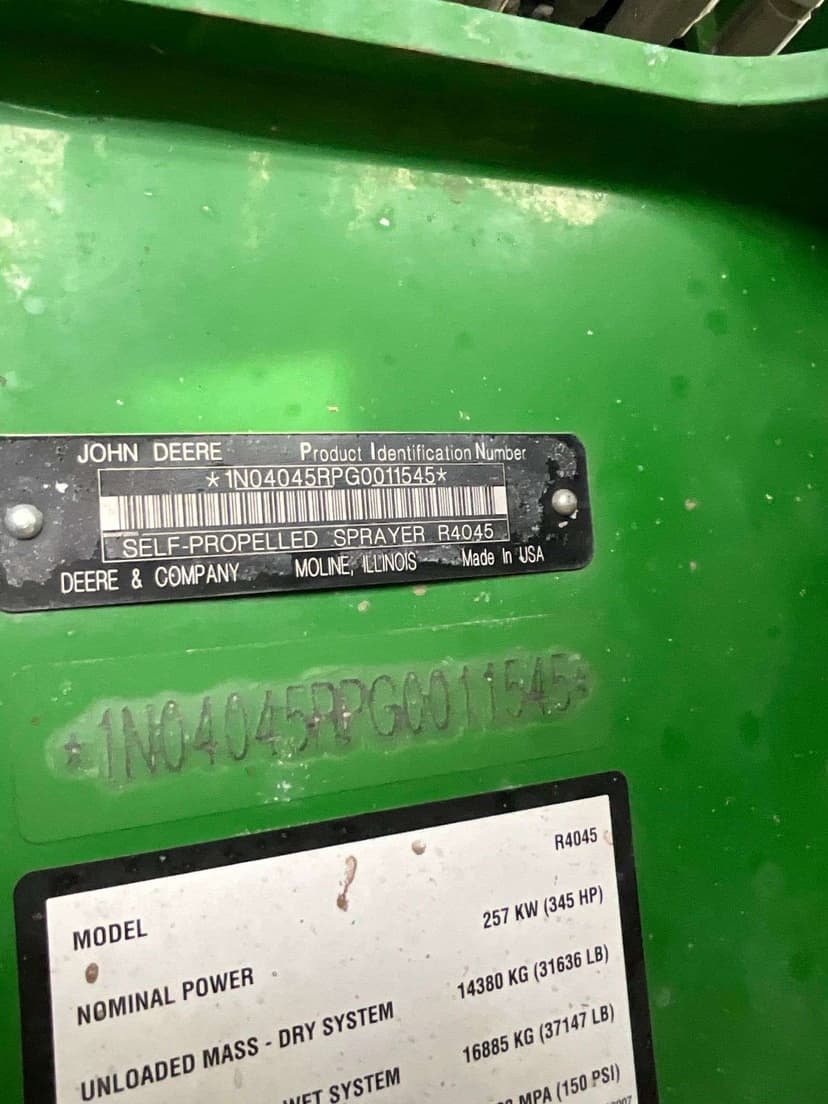 JOHN DEERE Product Identification Number
*1N04045RPG0011545*
SELF-PROPELLED SPRAYER R4045
DEERE & COMPANY MOLINE, ILLINOIS Made In USA
*1N04045RPG0011545*
MODEL R4045
NOMINAL POWER 257 KW (345 HP)
UNLOADED MASS - DRY SYSTEM 14380 KG (31636 LB)
WET SYSTEM 16885 KG (37147 LB)
MPA (150 PSI)